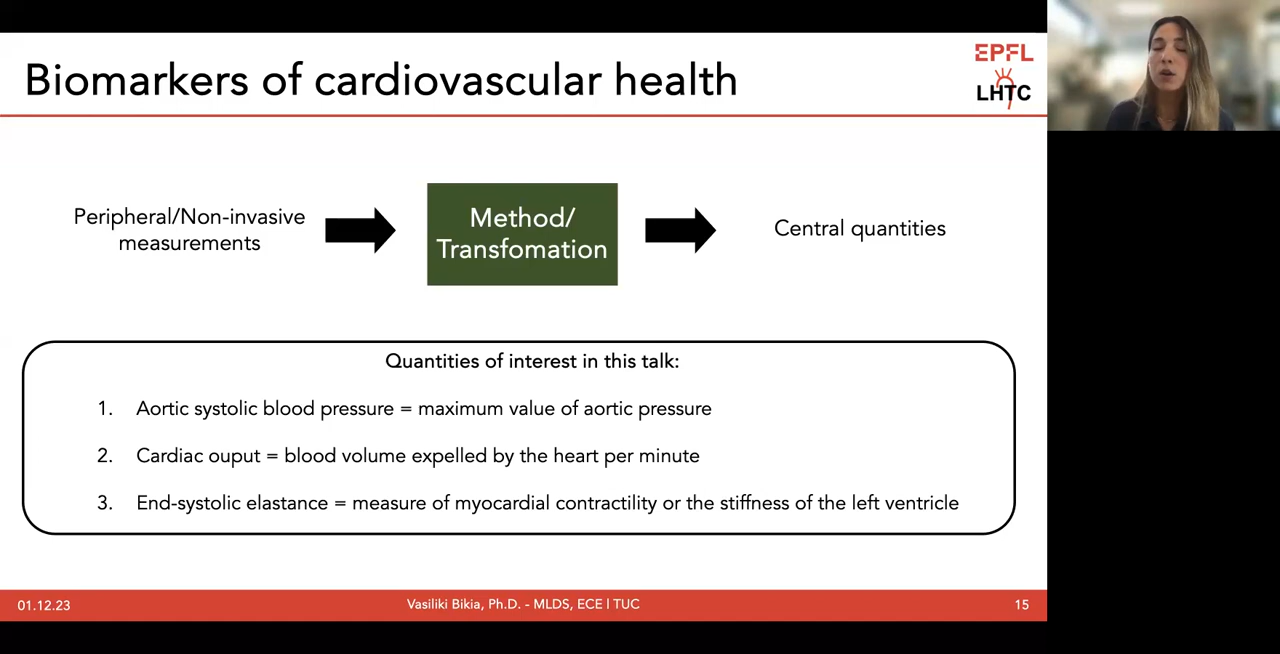 Biomarkers of cardiovascular health
EPFL
LHTC
Peripheral/Non-invasive
measurements
Method/
Transfomation
Central quantities
Quantities of interest in this talk:
1. Aortic systolic blood pressure = maximum value of aortic pressure
2. Cardiac ouput = blood volume expelled by the heart per minute
3. End-systolic elastance = measure of myocardial contractility or the stiffness of the left ventricle
01.12.23
Vasiliki Bikia, Ph.D. - MLDS, ECE | TUC
15